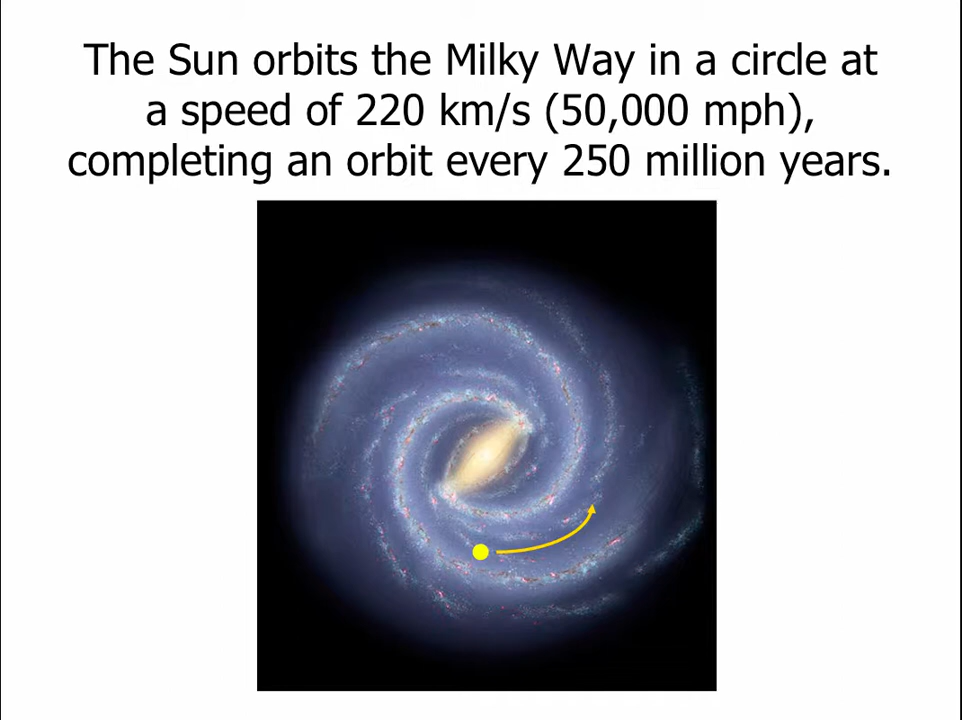 The Sun orbits the Milky Way in a circle at
a speed of 220 km/s (50,000 mph),
completing an orbit every 250 million years.